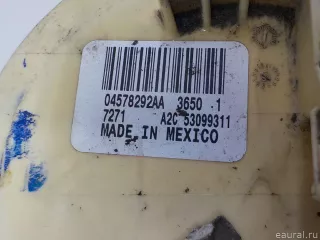 04578292AA 3650 1
7271 A2C 53099311
MADE IN MEXICO
eaural.ru